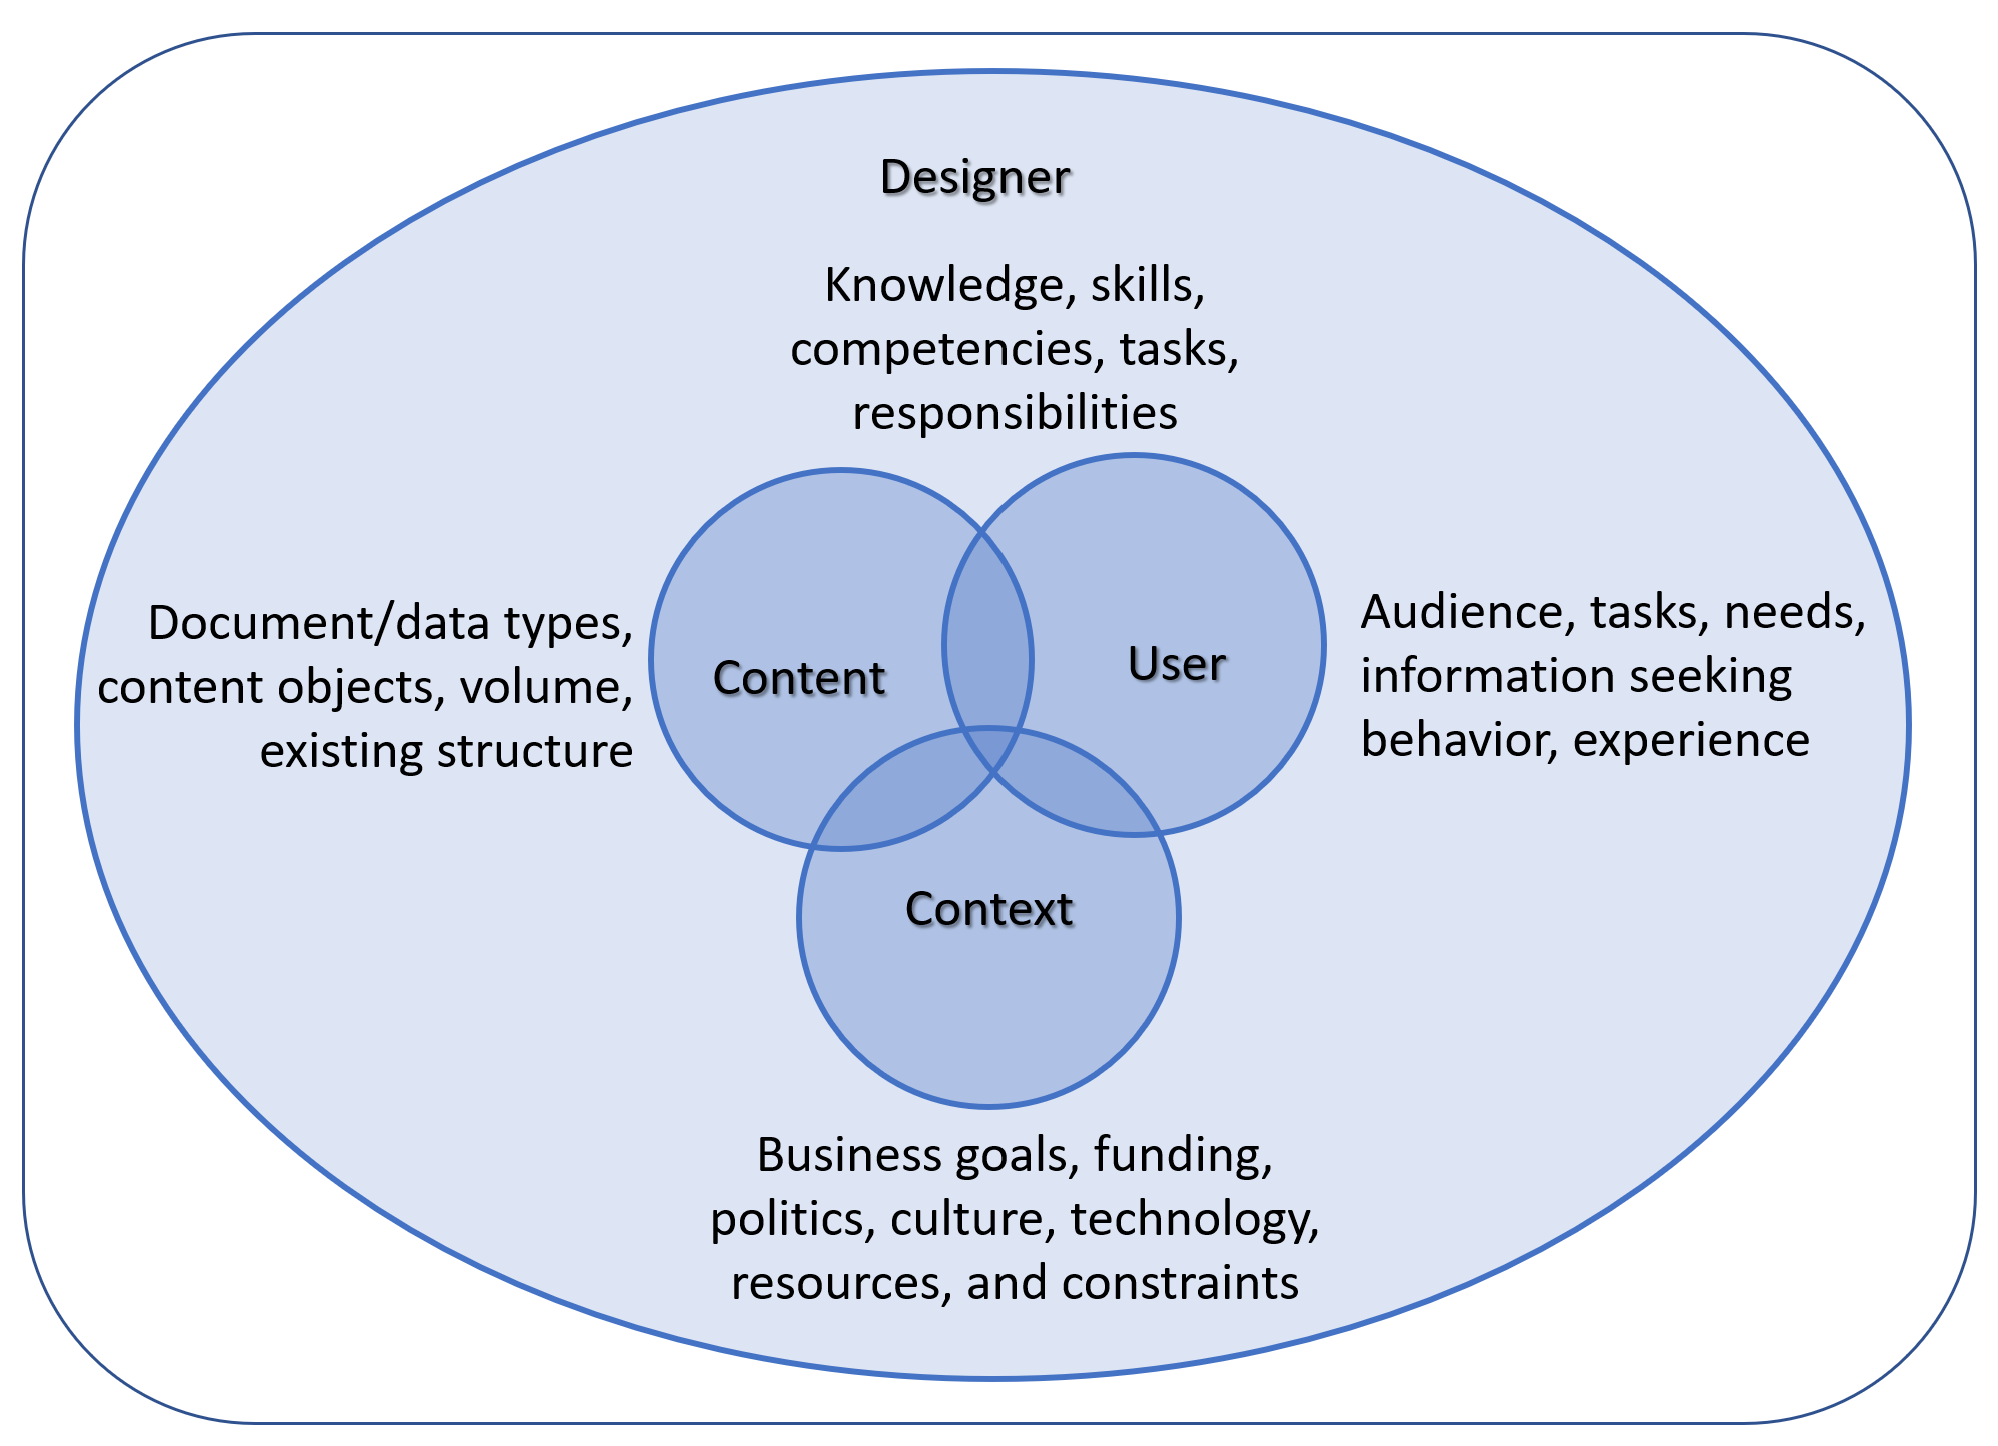 Designer
Knowledge, skills,
competencies, tasks,
responsibilities
Document/data types,
content objects, volume,
existing structure
Content
User
Audience, tasks, needs,
information seeking
behavior, experience
Context
Business goals, funding,
politics, culture, technology,
resources, and constraints